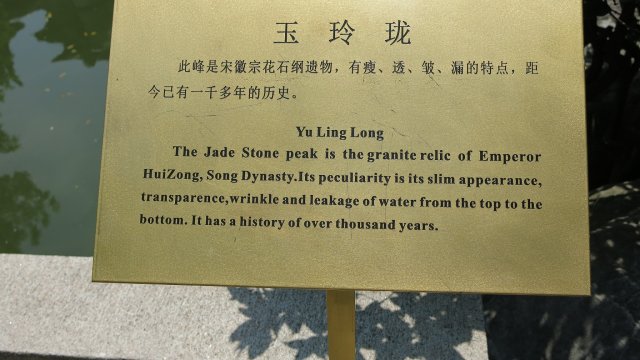 玉玲珑
此峰是宋徽宗花石纲遗物，有瘦、透、皱、漏的特点，距
今已有一千多年的历史。
Yu Ling Long
The Jade Stone peak is the granite relic of Emperor
HuiZong, Song Dynasty.Its peculiarity is its slim appearance,
transparence,wrinkle and leakage of water from the top to the
bottom. It has a history of over thousand years.